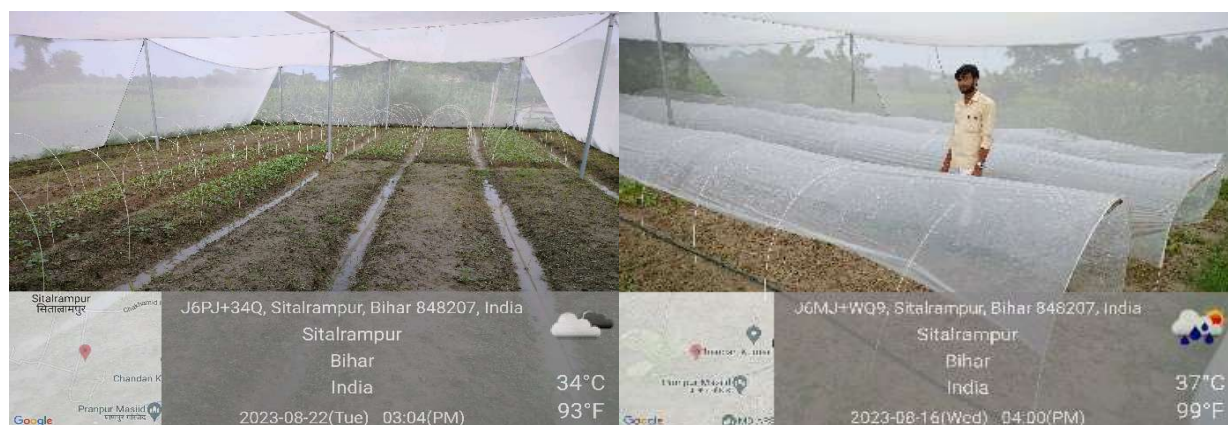 Sitalrampur
सितालामपुर
Chandan K
Pranpur Masjid
Google
J6PJ+34Q, Sitalrampur, Bihar 848207, India
Sitalrampur
Bihar
India
2023-08-22(Tue) 03:04(PM)
34°C
93°F
Pranpur Masjid
Google
J6MJ+WQ9, Sitalrampur, Bihar 848207, India
Sitalrampur
Bihar
India
2023-08-16(Wed) 04:00(PM)
37°C
99°F